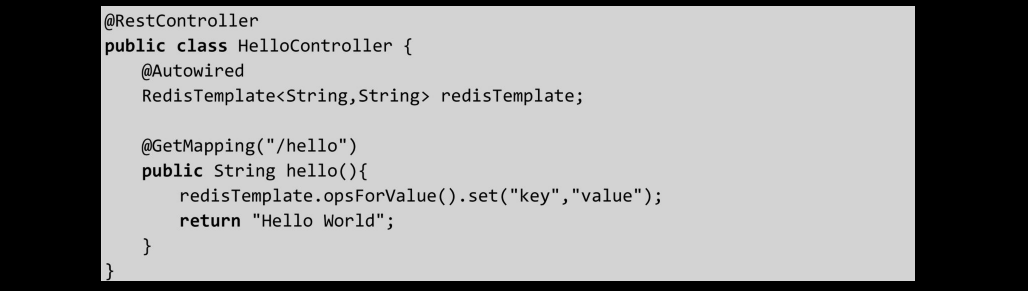 @RestController
public class HelloController {
@Autowired
RedisTemplate<String,String> redisTemplate;
@GetMapping("/hello")
public String hello(){
redisTemplate.opsForValue().set("key","value");
return "Hello World";
}
}